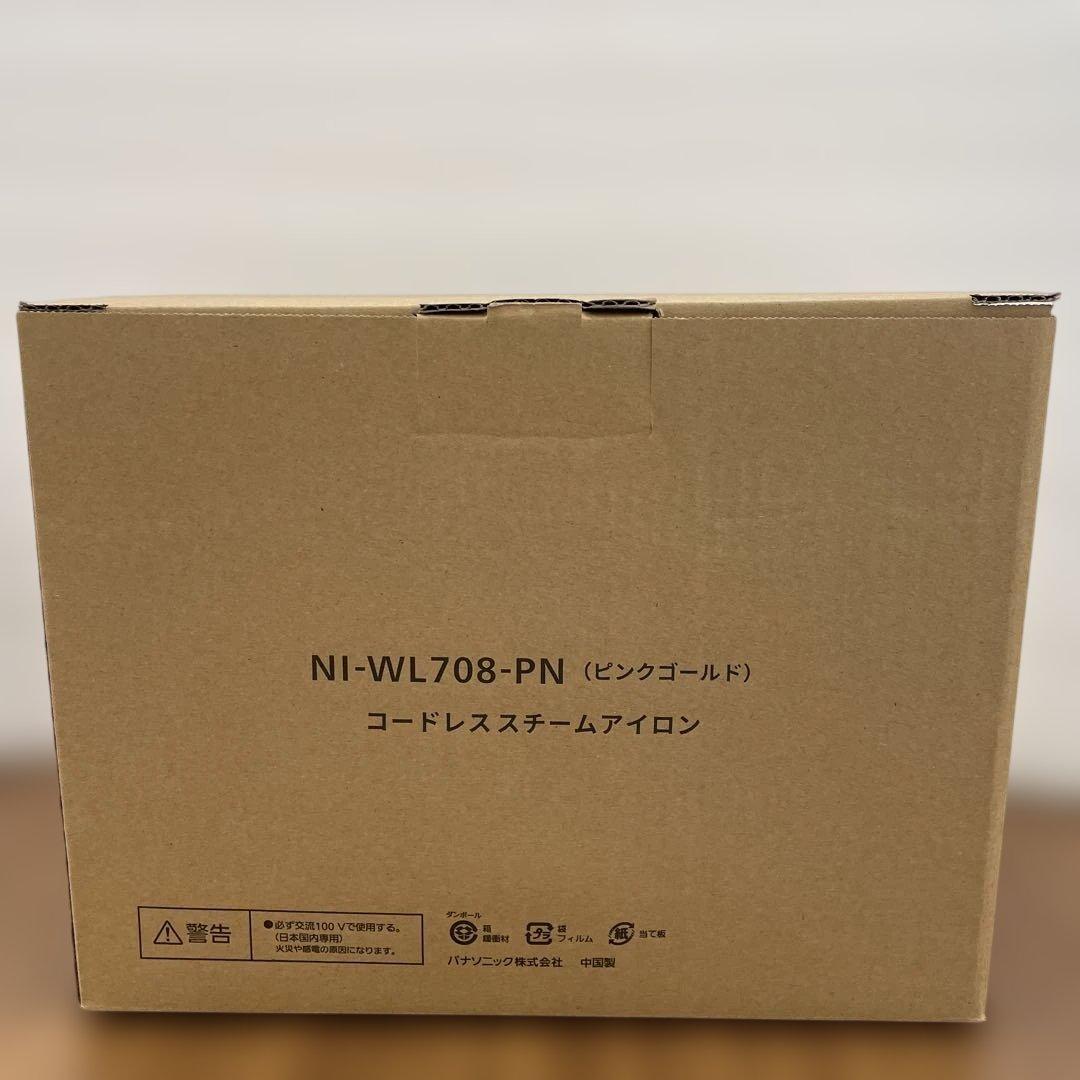 NI-WL708-PN（ピンクゴールド）
コードレススチームアイロン
警告
●必ず交流100 Vで使用する。
（日本国内専用）
火災や感電の原因になります。
ダンボール
箱
緩衝材
プラ
袋
フィルム
紙
当て板
パナソニック株式会社 中国製